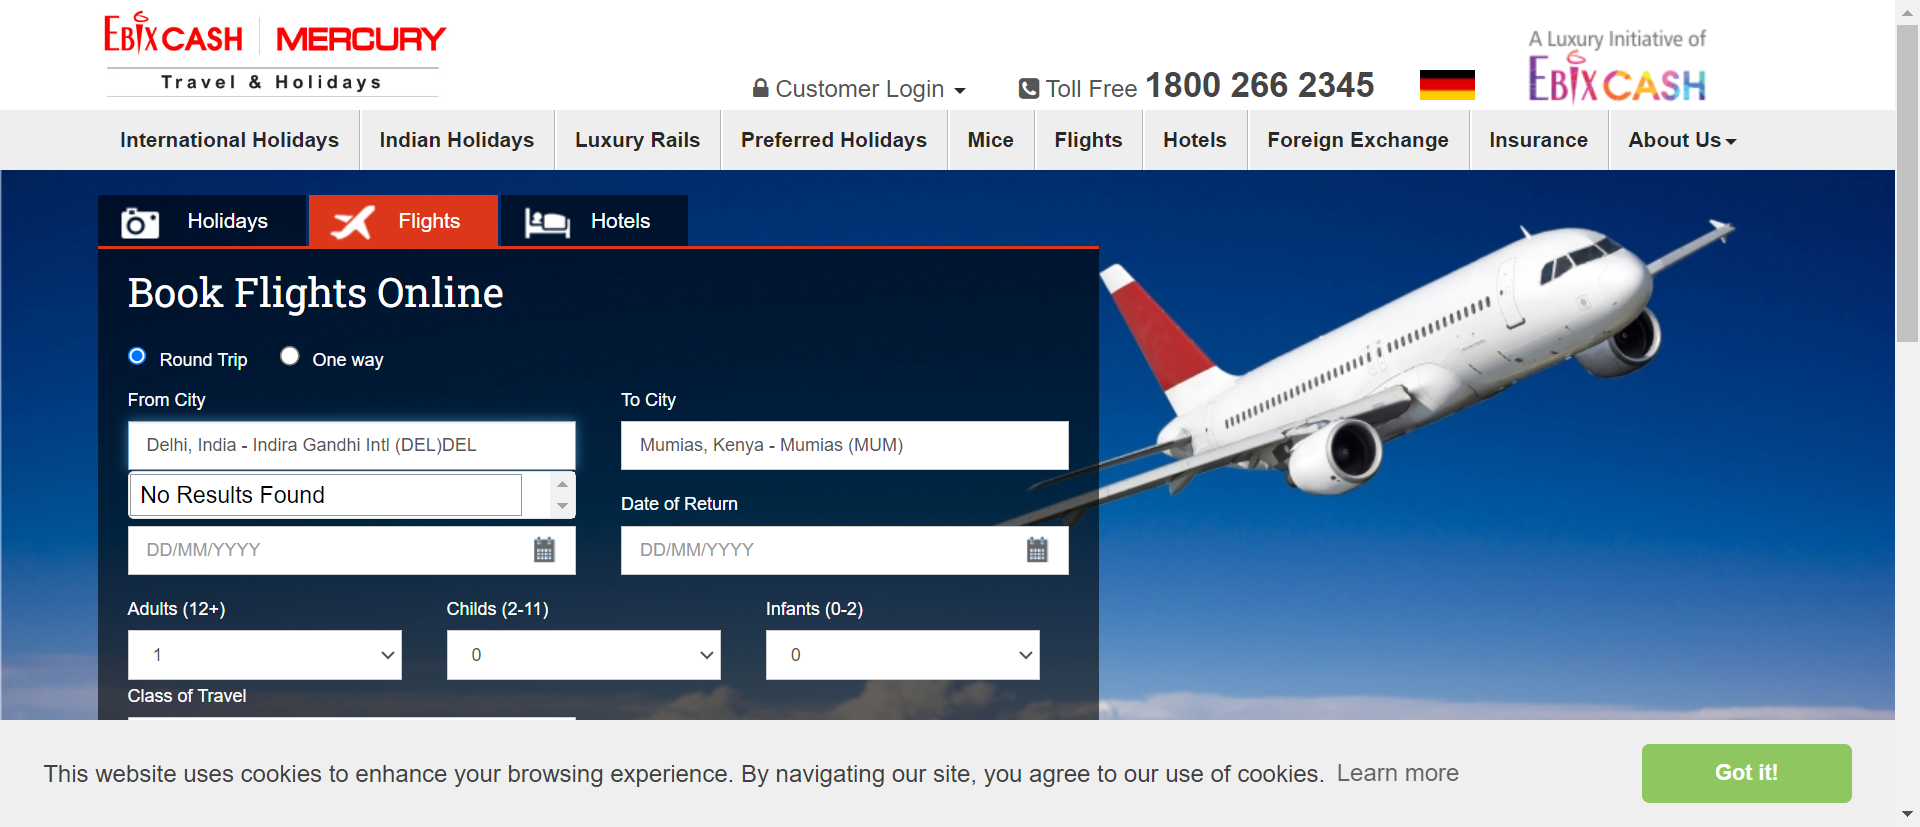 EBIXCASH MERCURY
Travel & Holidays
Customer Login
Toll Free 1800 266 2345
A Luxury Initiative of
EBIXCASH
International Holidays
Indian Holidays
Luxury Rails
Preferred Holidays
Mice
Flights
Hotels
Foreign Exchange
Insurance
About Us
Holidays
Flights
Hotels
Book Flights Online
Round Trip
One way
From City
To City
Delhi, India - Indira Gandhi Intl (DEL)DEL
Mumias, Kenya - Mumias (MUM)
No Results Found
Date of Return
DD/MM/YYYY
DD/MM/YYYY
Adults (12+)
Childs (2-11)
Infants (0-2)
1
0
0
Class of Travel
This website uses cookies to enhance your browsing experience. By navigating our site, you agree to our use of cookies. Learn more
Got it!